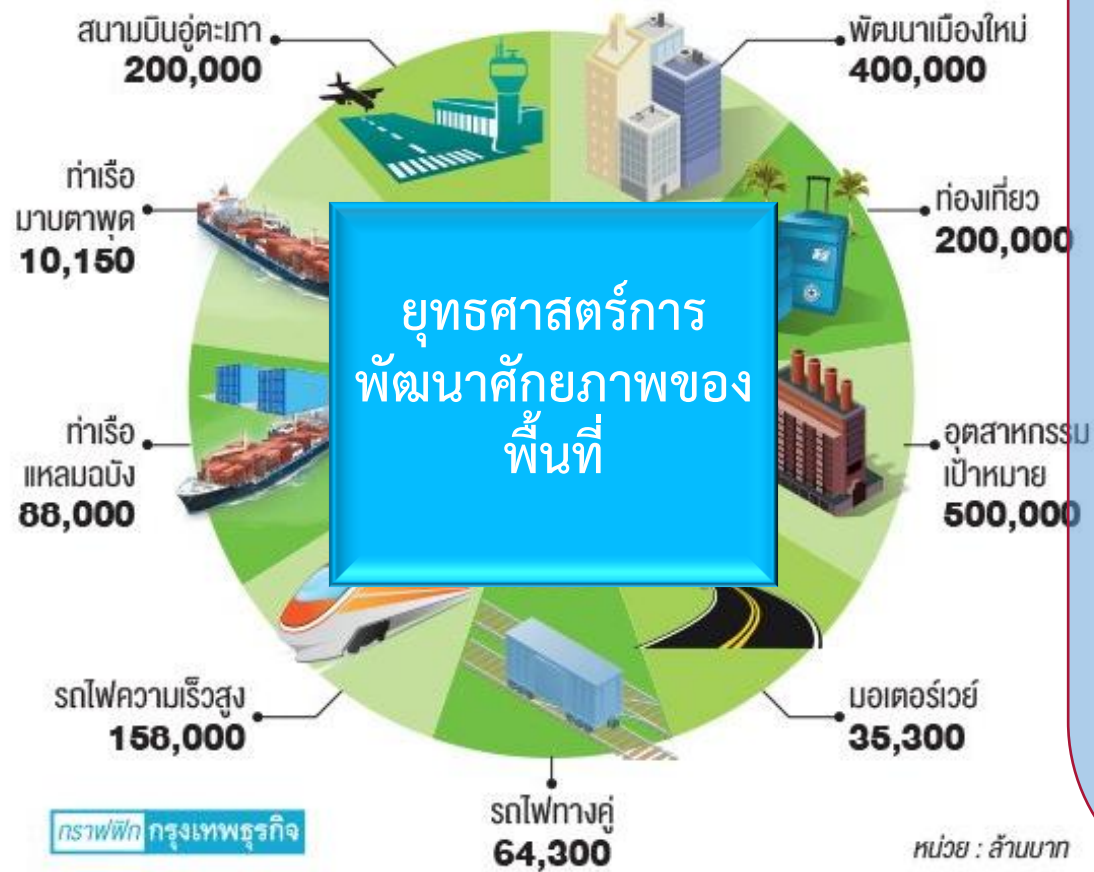 สนามบินอู่ตะเภา
200,000
พัฒนาเมืองใหม่
400,000
ท่าเรือ
มาบตาพุด
10,150
ท่องเที่ยว
200,000
ยุทธศาสตร์การ
พัฒนาศักยภาพของ
พื้นที่
ท่าเรือ
แหลมฉบัง
88,000
อุตสาหกรรม
เป้าหมาย
500,000
รถไฟความเร็วสูง
158,000
มอเตอร์เวย์
35,300
รถไฟทางคู่
64,300
กราฟฟิก กรุงเทพธุรกิจ
หน่วย : ล้านบาท